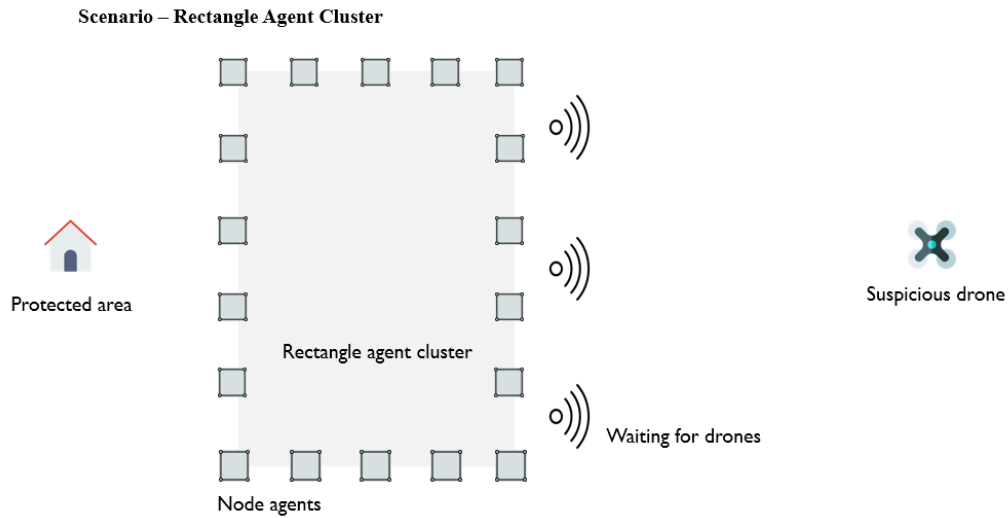 Scenario – Rectangle Agent Cluster
Protected area
Suspicious drone
Rectangle agent cluster
Waiting for drones
Node agents